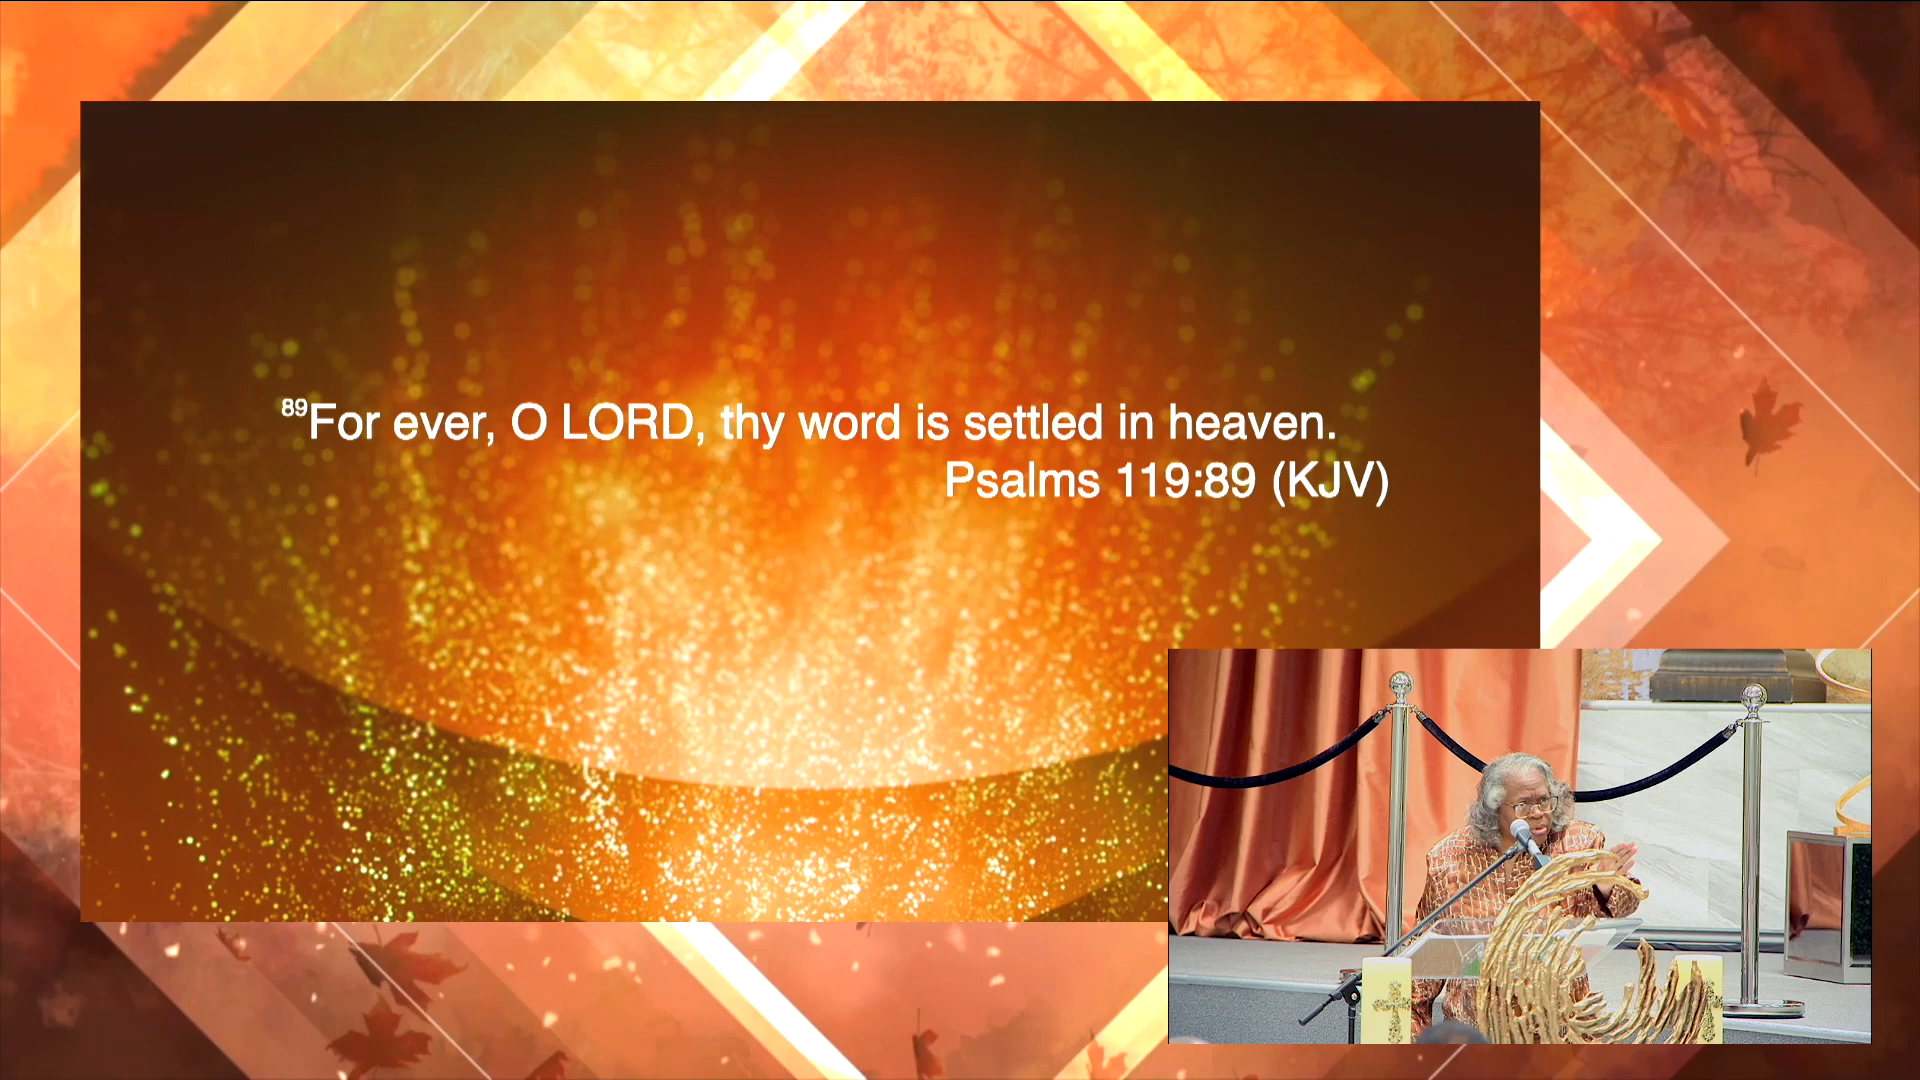 89For ever, O LORD, thy word is settled in heaven.
Psalms 119:89 (KJV)